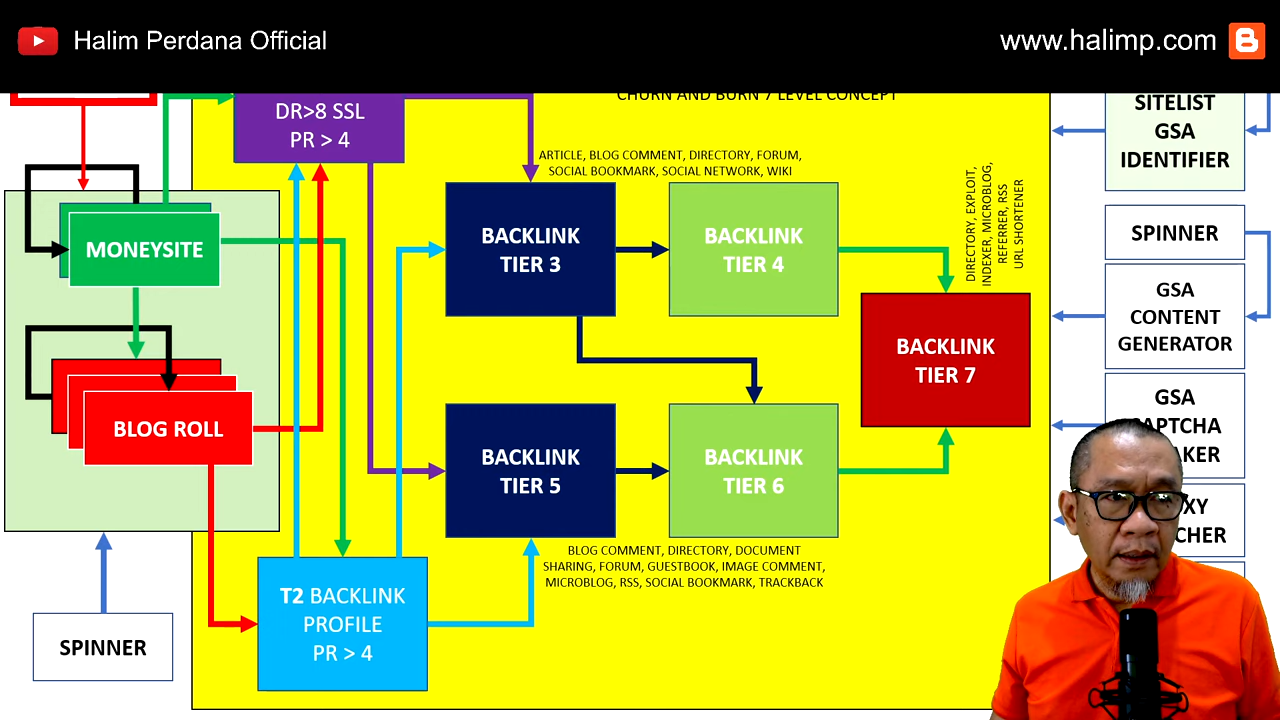 Halim Perdana Official
www.halimp.com
CHURN AND BURN 7 LEVEL CONCEPT
DR>8 SSL
PR > 4
ARTICLE, BLOG COMMENT, DIRECTORY, FORUM,
SOCIAL BOOKMARK, SOCIAL NETWORK, WIKI
MONEYSITE
BACKLINK
TIER 3
BACKLINK
TIER 4
DIRECTORY, EXPLOIT,
INDEXER, MICROBLOG,
REFERRER, RSS
URL SHORTENER
BACKLINK
TIER 7
BLOG ROLL
BACKLINK
TIER 5
BACKLINK
TIER 6
BLOG COMMENT, DIRECTORY, DOCUMENT
SHARING, FORUM, GUESTBOOK, IMAGE COMMENT,
MICROBLOG, RSS, SOCIAL BOOKMARK, TRACKBACK
T2 BACKLINK
PROFILE
PR > 4
SPINNER
SITELIST
GSA
IDENTIFIER
SPINNER
GSA
CONTENT
GENERATOR
GSA